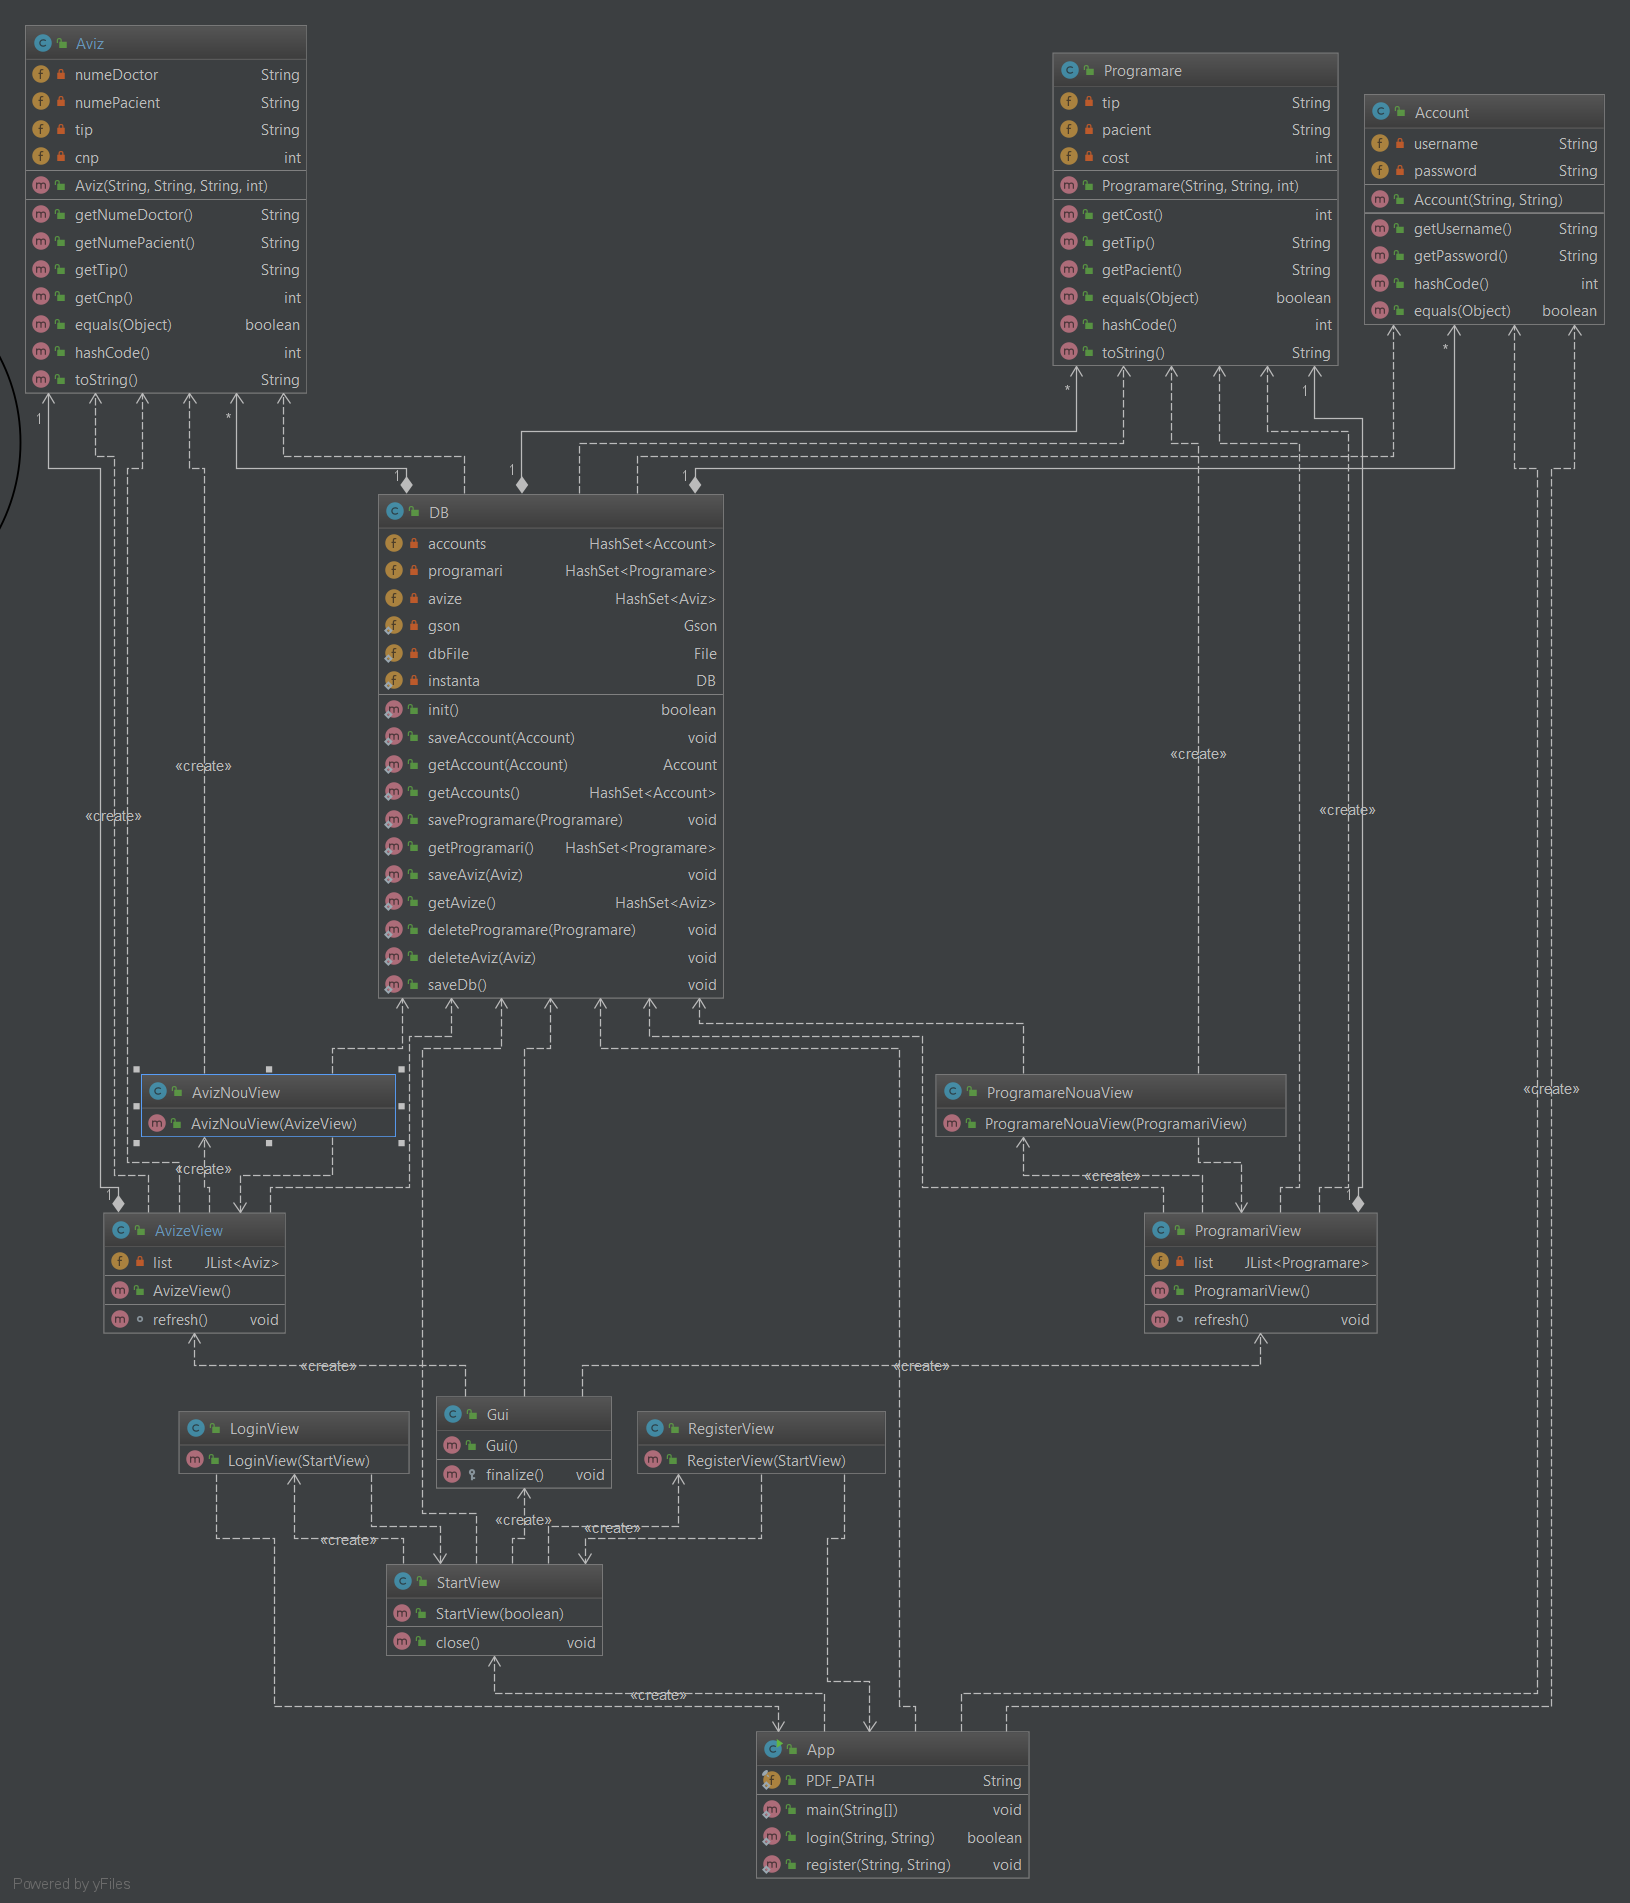 Aviz
numeDoctor String
numePacient String
tip String
cnp int
Aviz(String, String, String, int)
getNumeDoctor() String
getNumePacient() String
getTip() String
getCnp() int
equals(Object) boolean
hashCode() int
toString() String
Programare
tip String
pacient String
cost int
Programare(String, String, int)
getCost() int
getTip() String
getPacient() String
equals(Object) boolean
hashCode() int
toString() String
Account
username String
password String
Account(String, String)
getUsername() String
getPassword() String
hashCode() int
equals(Object) boolean
1
*
*
1
*
1
1
1
DB
accounts HashSet<Account>
programari HashSet<Programare>
avize HashSet<Aviz>
gson Gson
dbFile File
instanta DB
init() boolean
saveAccount(Account) void
getAccount(Account) Account
getAccounts() HashSet<Account>
saveProgramare(Programare) void
getProgramari() HashSet<Programare>
saveAviz(Aviz) void
getAvize() HashSet<Aviz>
deleteProgramare(Programare) void
deleteAviz(Aviz) void
saveDb() void
«create»
«create»
«create»
«create»
«create»
AvizNouView
AvizNouView(AvizeView)
ProgramareNouaView
ProgramareNouaView(ProgramariView)
«create»
«create»
1
1
AvizeView
list JList<Aviz>
AvizeView()
refresh() void
ProgramariView
list JList<Programare>
ProgramariView()
refresh() void
«create»
«create»
LoginView
LoginView(StartView)
Gui
Gui()
finalize() void
RegisterView
RegisterView(StartView)
«create»
«create»
«create»
StartView
StartView(boolean)
close() void
«create»
App
PDF_PATH String
main(String[]) void
login(String, String) boolean
register(String, String) void
Powered by yFiles